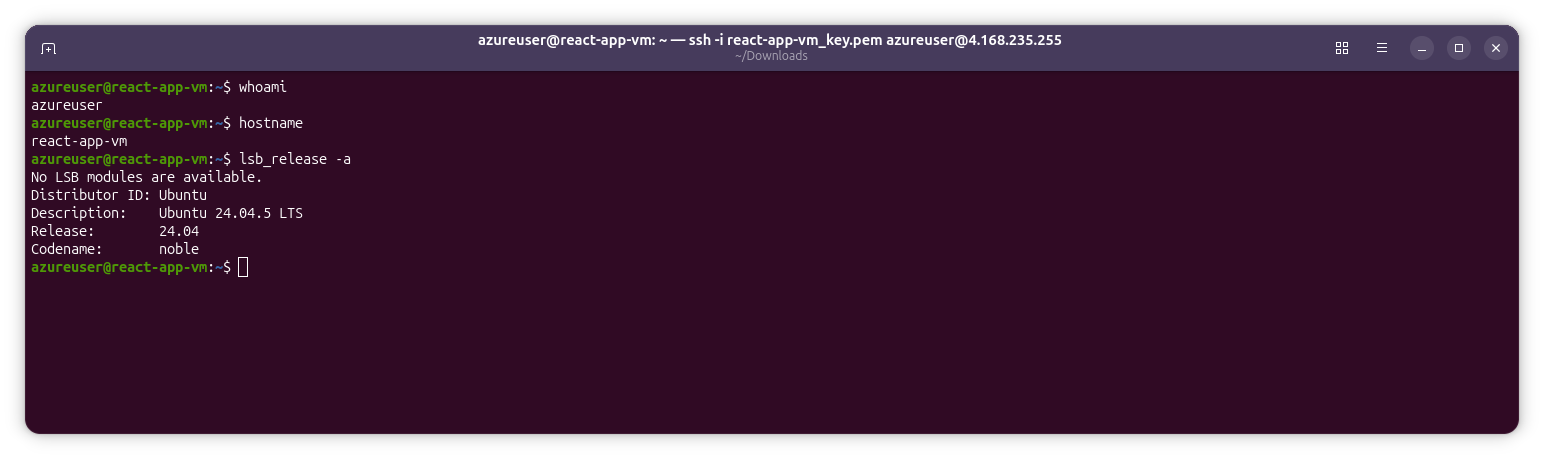 azureuser@react-app-vm: ~ — ssh -i react-app-vm_key.pem azureuser@4.168.235.255
~/Downloads
azureuser@react-app-vm:~$ whoami
azureuser
azureuser@react-app-vm:~$ hostname
react-app-vm
azureuser@react-app-vm:~$ lsb_release -a
No LSB modules are available.
Distributor ID: Ubuntu
Description:    Ubuntu 24.04.5 LTS
Release:        24.04
Codename:       noble
azureuser@react-app-vm:~$